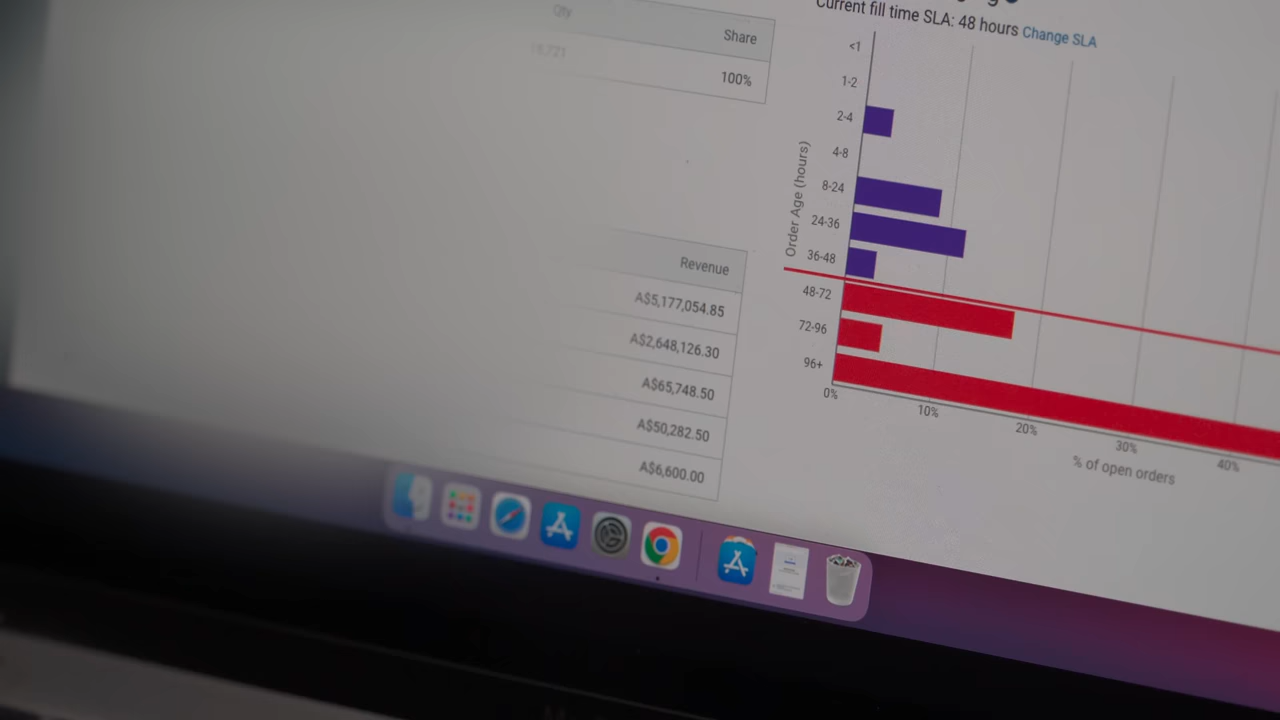 Qty
Share
100%
Revenue
A$5,177,054.85
A$2,648,126.30
A$65,748.50
A$50,282.50
A$6,600.00
Current fill time SLA: 48 hours Change SLA
Order Age (hours)
<1
1-2
2-4
4-8
8-24
24-36
36-48
48-72
72-96
96+
0%
10%
20%
30%
40%
% of open orders